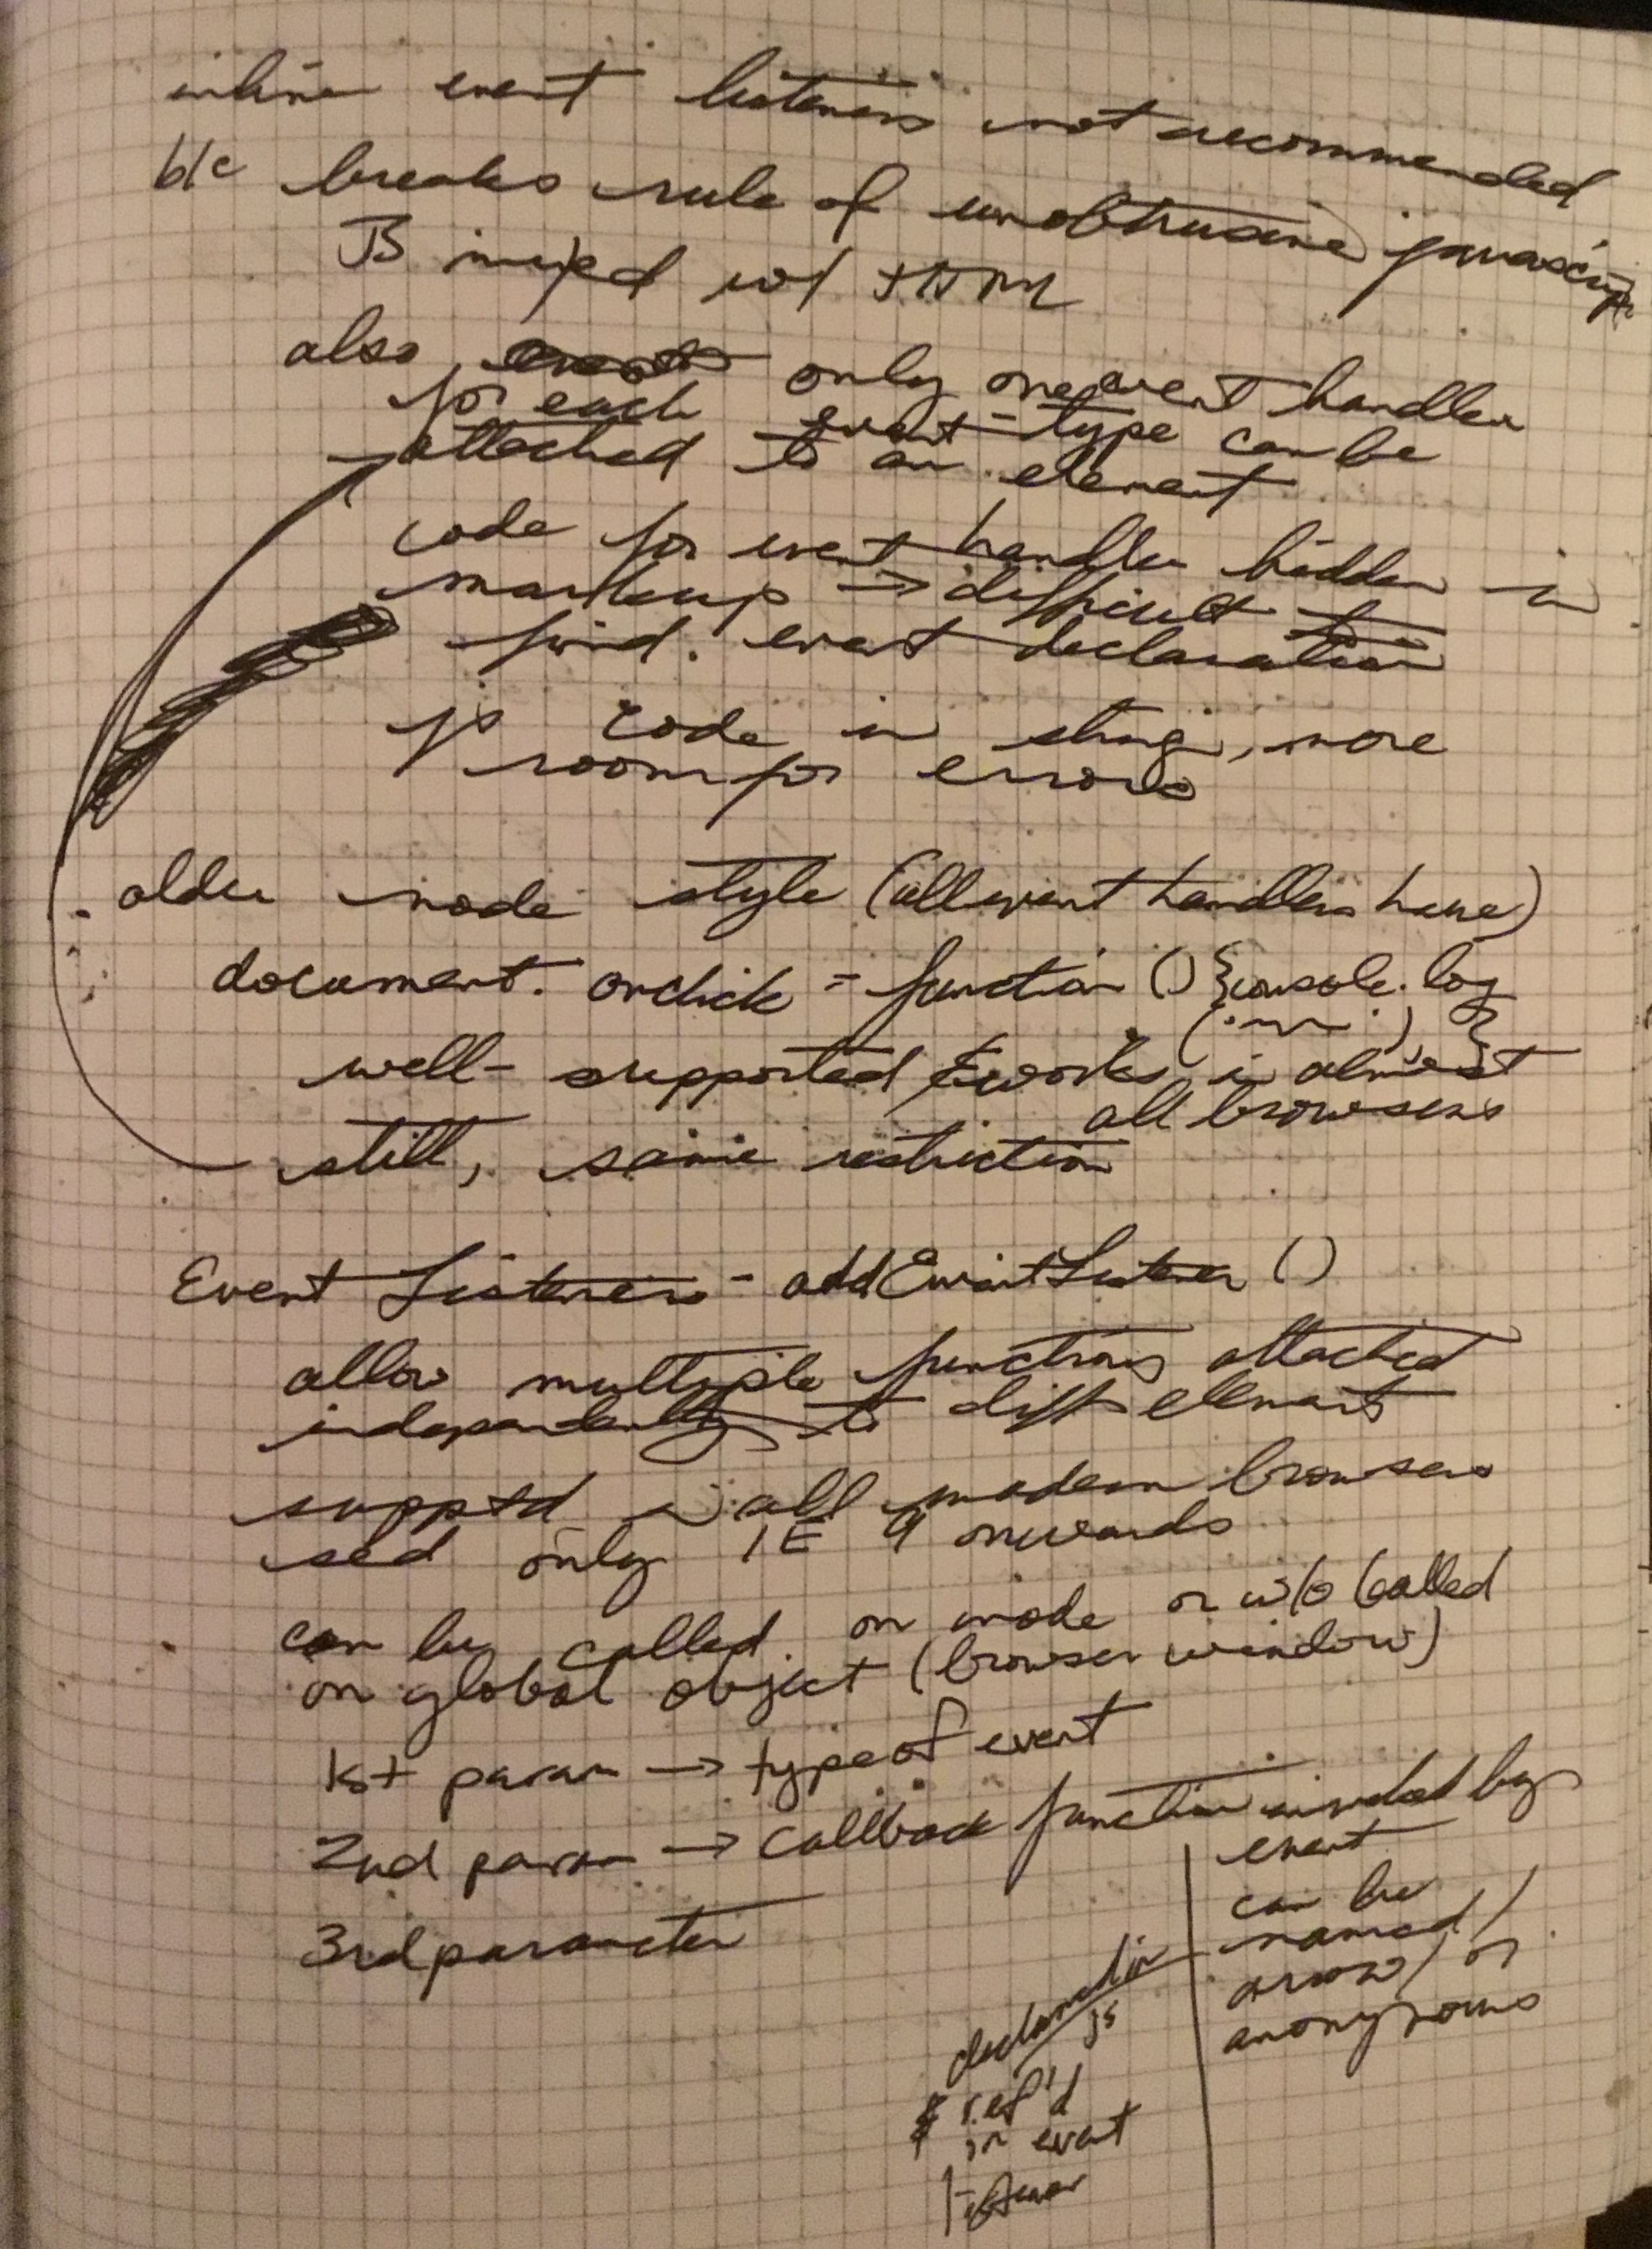 inline event listeners not recommended
b/c breaks rule of unobtrusive javascript
JS mixed w/ HTML
also, only one event handler
for each event-type can be
attached to an element
code for event handler hidden in
markup → difficult to
find. event declaration
js code in string, more
room for errors
older node style (all event handlers have)
document. onclick = function () {console.log
(. . .) }
well-supported & works in almost
all browsers
still, same restriction
Event Listeners - addEventListener ()
allow multiple functions attached
independently to diff elements
suppt'd in all modern browsers
only IE 9 onwards
can be called on node or w/o (called
on global object (browser window)
1st param → type of event
2nd param → callback function invoked by
event
can be
named /
arrow / or
anonymous
3rd parameter
js
& ref'd
in event
listener